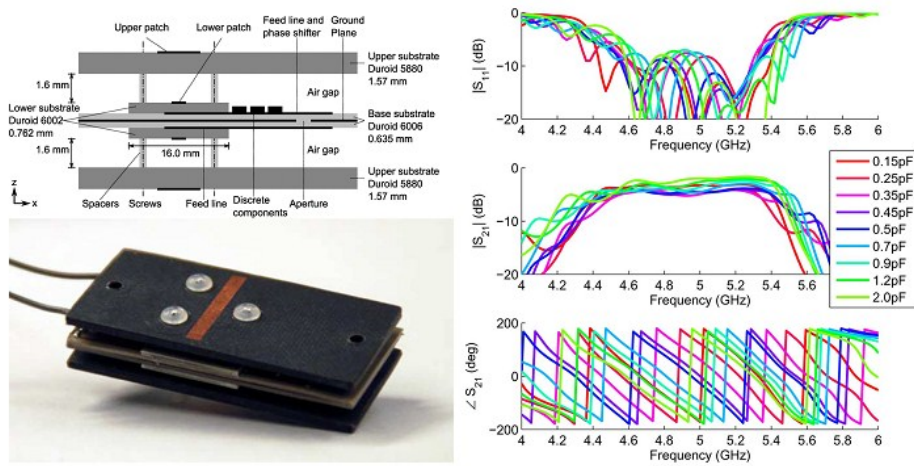 Upper patch
Lower patch
Feed line and
phase shifter
Ground
Plane
Upper substrate
Duroid 5880
1.57 mm
1.6 mm
Air gap
Lower substrate
Duroid 6002
0.762 mm
Base substrate
Duroid 6006
0.635 mm
1.6 mm
16.0 mm
Air gap
Upper substrate
Duroid 5880
1.57 mm
z
x
Spacers
Screws
Feed line
Discrete
components
Aperture
|S11| (dB)
0
−10
−20
4 4.2 4.4 4.6 4.8 5 5.2 5.4 5.6 5.8 6
Frequency (GHz)
|S21| (dB)
0
−10
−20
4 4.2 4.4 4.6 4.8 5 5.2 5.4 5.6 5.8
Frequency (GHz)
0.15pF
0.25pF
0.35pF
0.45pF
0.5pF
0.7pF
0.9pF
1.2pF
2.0pF
∠ S21 (deg)
200
0
−200
4 4.2 4.4 4.6 4.8 5 5.2 5.4 5.6 5.8 6
Frequency (GHz)